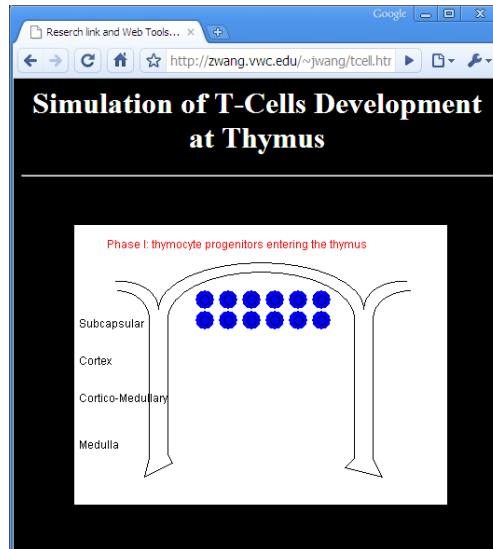 Google
Reserch link and Web Tools...
http://zwang.vwc.edu/~jwang/tcell.htr
Simulation of T-Cells Development
at Thymus
Phase I: thymocyte progenitors entering the thymus
Subcapsular
Cortex
Cortico-Medullary
Medulla